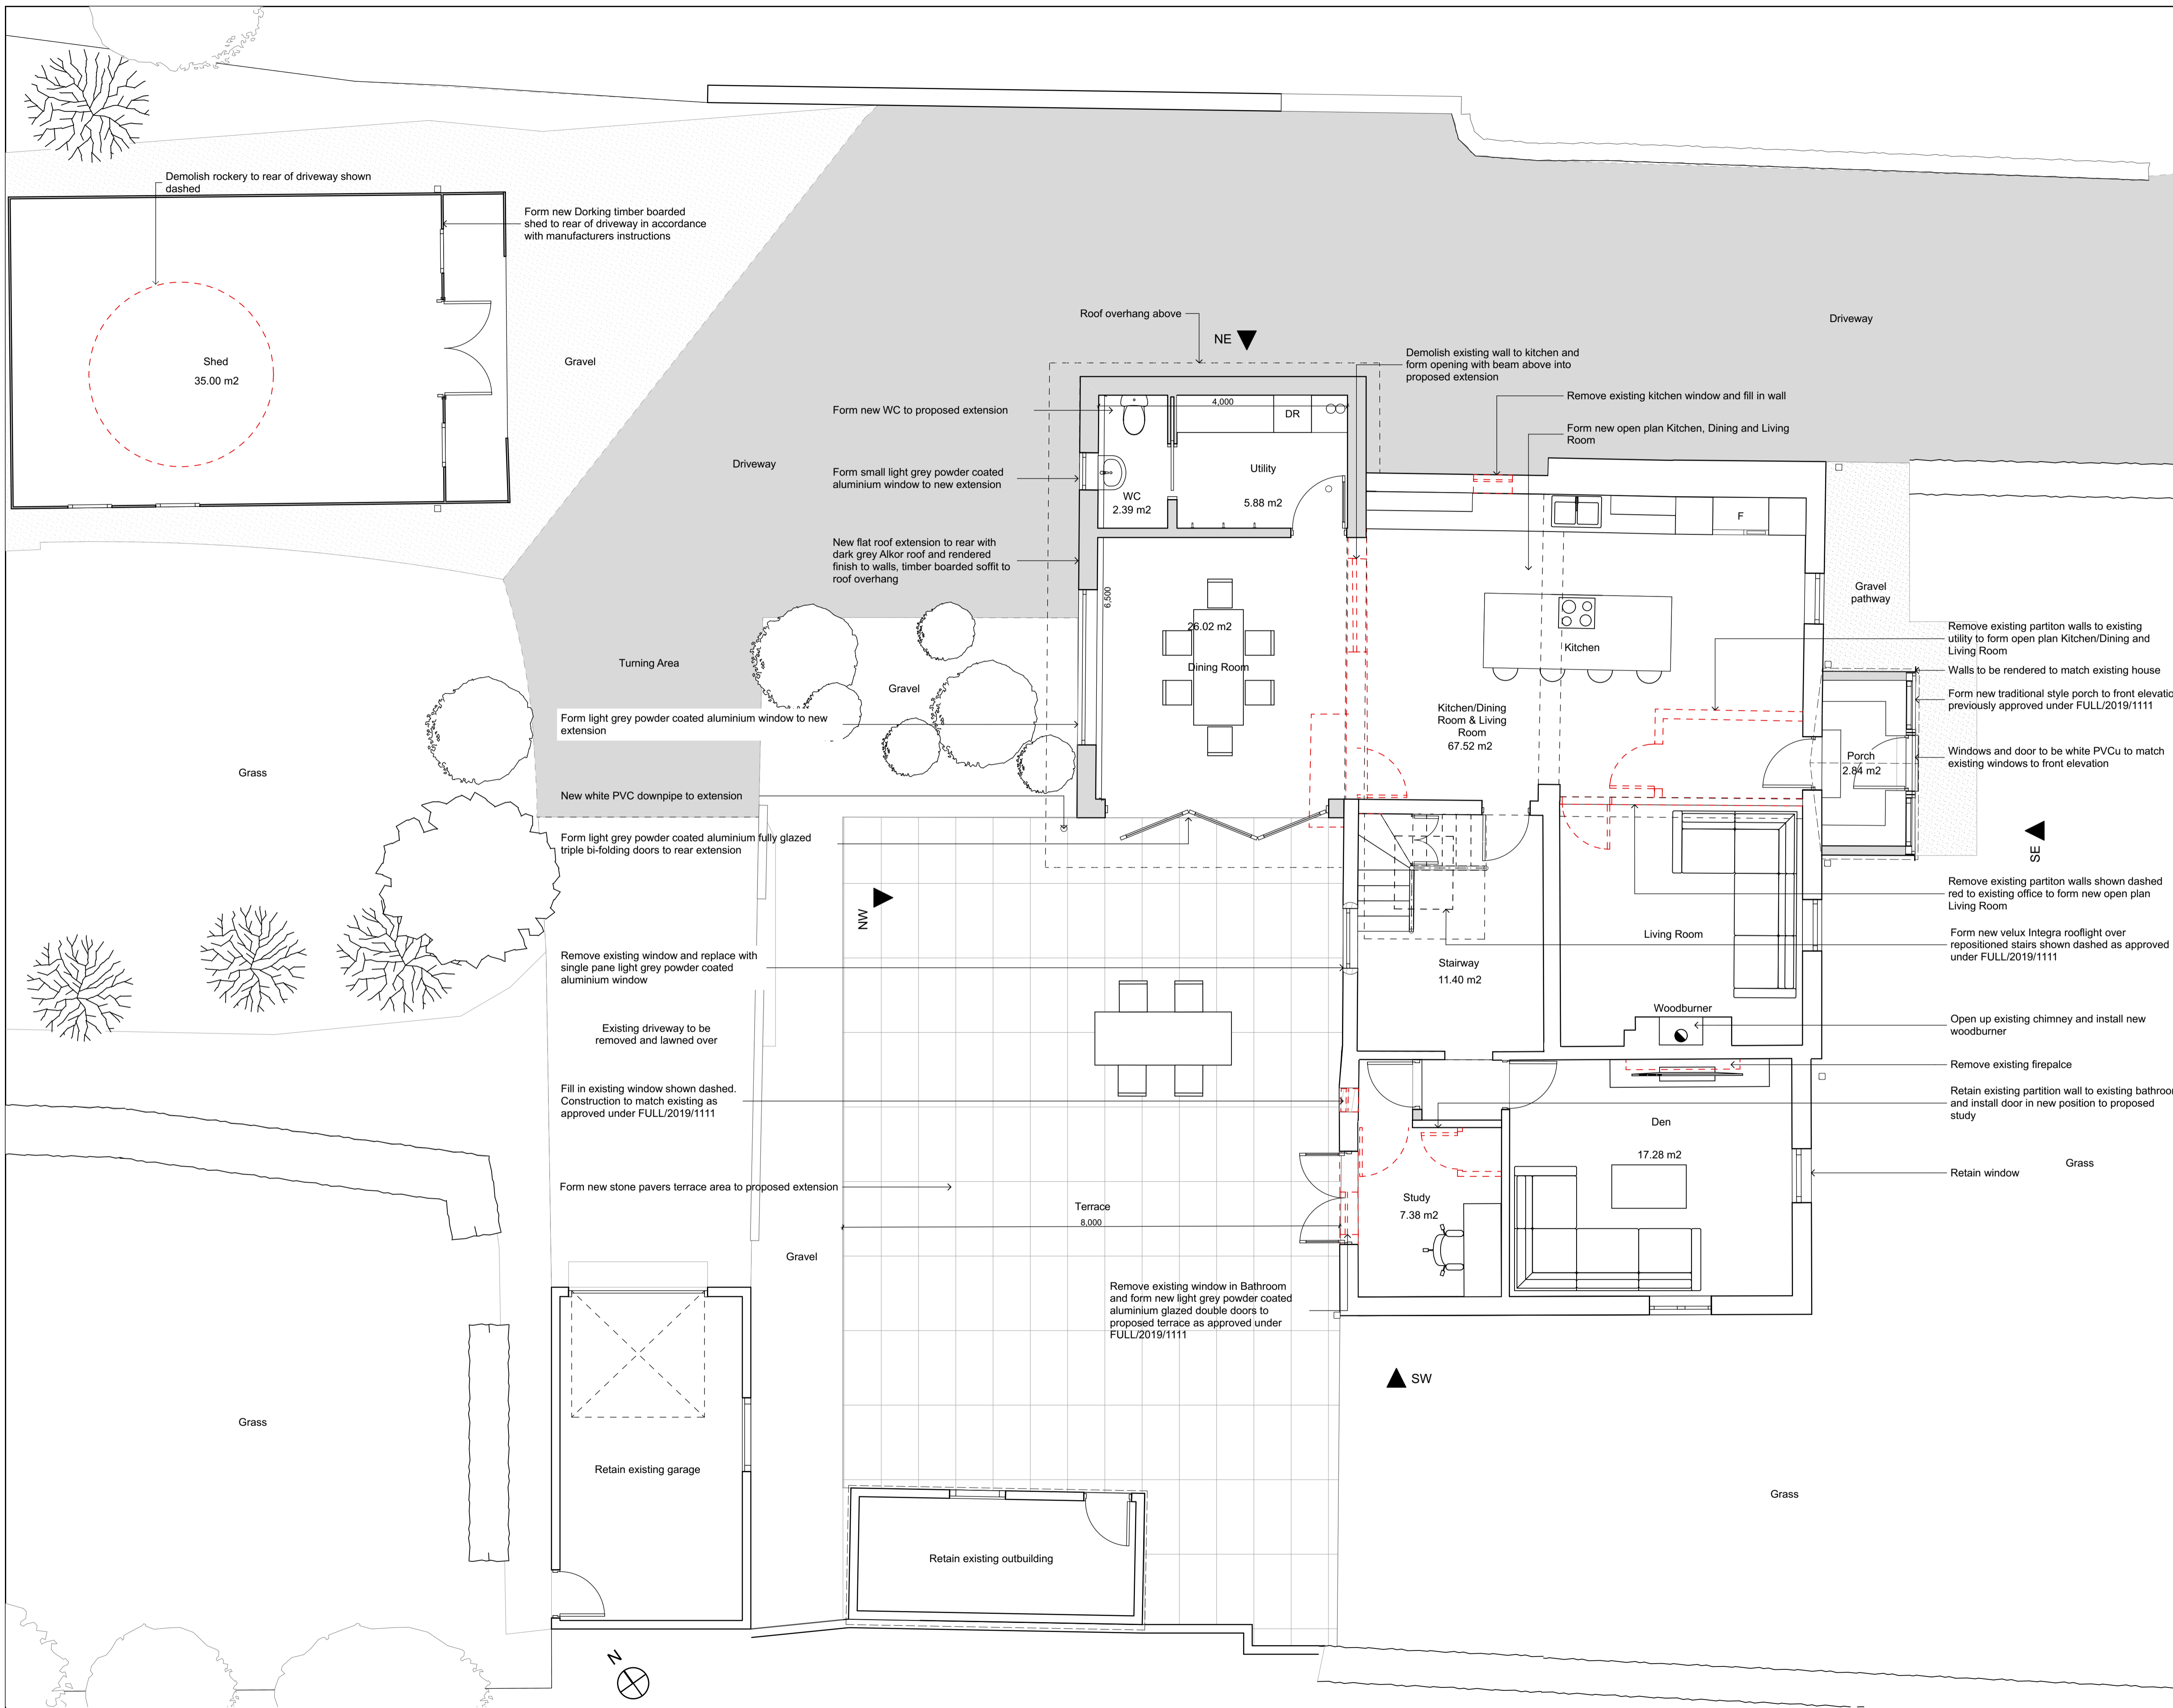 Demolish rockery to rear of driveway shown
dashed
Form new Dorking timber boarded
shed to rear of driveway in accordance
with manufacturers instructions
Shed
35.00 m2
Gravel
Driveway
Driveway
Roof overhang above
NE
Demolish existing wall to kitchen and
form opening with beam above into
proposed extension
Remove existing kitchen window and fill in wall
Form new open plan Kitchen, Dining and Living
Room
Form new WC to proposed extension
4,000
DR
Form small light grey powder coated
aluminium window to new extension
Utility
5.88 m2
WC
2.39 m2
F
New flat roof extension to rear with
dark grey Alkor roof and rendered
finish to walls, timber boarded soffit to
roof overhang
6,500
26.02 m2
Dining Room
Kitchen
Gravel
pathway
Remove existing partiton walls to existing
utility to form open plan Kitchen/Dining and
Living Room
Walls to be rendered to match existing house
Form new traditional style porch to front elevatio
previously approved under FULL/2019/1111
Turning Area
Gravel
Form light grey powder coated aluminium window to new
extension
Kitchen/Dining
Room & Living
Room
67.52 m2
Porch
2.84 m2
Windows and door to be white PVCu to match
existing windows to front elevation
Grass
New white PVC downpipe to extension
Form light grey powder coated aluminium fully glazed
triple bi-folding doors to rear extension
SE
NW
Remove existing partiton walls shown dashed
red to existing office to form new open plan
Living Room
Living Room
Form new velux Integra rooflight over
repositioned stairs shown dashed as approved
under FULL/2019/1111
Remove existing window and replace with
single pane light grey powder coated
aluminium window
Stairway
11.40 m2
Woodburner
Open up existing chimney and install new
woodburner
Existing driveway to be
removed and lawned over
Remove existing firepalce
Fill in existing window shown dashed.
Construction to match existing as
approved under FULL/2019/1111
Retain existing partition wall to existing bathroom
and install door in new position to proposed
study
Den
17.28 m2
Grass
Retain window
Form new stone pavers terrace area to proposed extension
Terrace
8,000
Study
7.38 m2
Gravel
Remove existing window in Bathroom
and form new light grey powder coated
aluminium glazed double doors to
proposed terrace as approved under
FULL/2019/1111
SW
Grass
Retain existing garage
Grass
Retain existing outbuilding
N